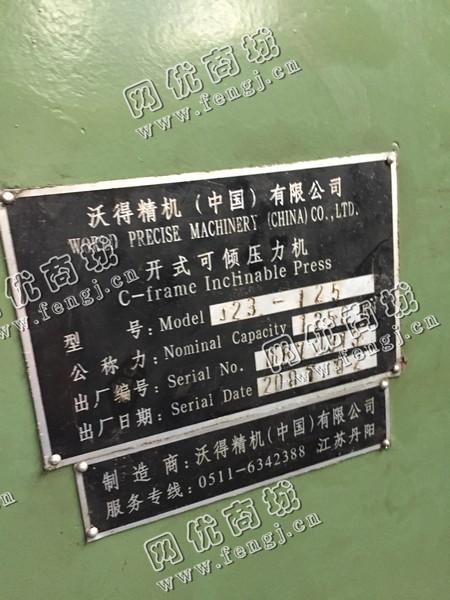 网优商城
www.fengj.cn
沃得精机(中国)有限公司
WORLD PRECISE MACHINERY (CHINA) CO.,LTD.
开式可倾压力机
C-frame Inclinable Press
型 号: Model J23-125
公 称 力: Nominal Capacity
出厂编号: Serial No.
出厂日期: Serial Date
制 造 商: 沃得精机(中国)有限公司
服务专线: 0511-6342388 江苏丹阳
网优商城
www.fengj.cn